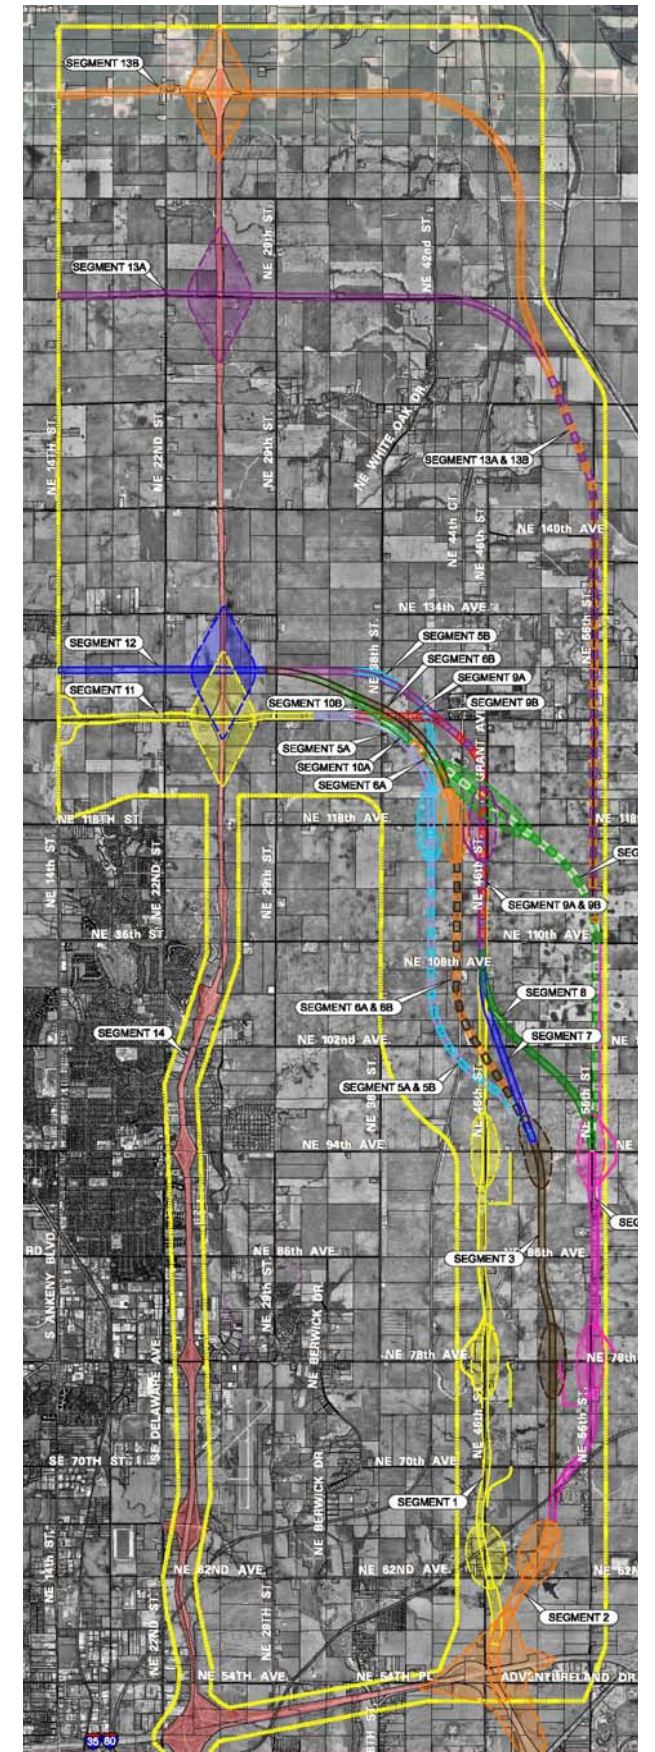 SEGMENT 13B
NE 29th ST.
NE 42nd ST.
SEGMENT 13A
NE 14TH ST.
NE 22ND ST.
NE 29th ST.
NE WHITE OAK DR.
SEGMENT 13A & 13B
NE 44th CT
NE 46th ST.
NE 140th AVE
NE 134th AVE
NE 38th ST.
NE 56th ST.
SEGMENT 5B
SEGMENT 12
SEGMENT 6B
SEGMENT 9A
SEGMENT 11
SEGMENT 10B
SEGMENT 9B
GRANT AVE
SEGMENT 5A
SEGMENT 10A
SEGMENT 6A
NE 118TH ST.
NE 118th AVE.
NE 118
NE 14th ST.
NE 22ND ST.
NE 29th ST.
NE 46th ST.
SEG
SEGMENT 9A & 9B
NE 36th ST.
NE 110th AVE.
NE 108th AVE.
SEGMENT 8
SEGMENT 6A & 6B
SEGMENT 14
NE 102nd AVE.
SEGMENT 7
NE 38
SEGMENT 5A & 5B
NE 46th ST.
NE 56th ST.
NE 94th AVE.
NE
SEG
S ANKENY BLVD.
RD
NE 86th AVE.
SEGMENT 3
86th AVE
NE 29th ST.
NE BERWICK DR
NE 78th AVE.
NE 78th
SE DELAWARE AVE
NE 46th ST.
NE 56th ST.
SE 70TH ST.
NE 70th AVE.
NE BERWICK DR
SEGMENT 1
NE 14th ST.
NE 62ND AVE.
NE 62ND AVE.
NE 62N
NE 22ND ST.
NE 29TH ST.
SEGMENT 2
NE 54TH AVE.
NE 54TH PL
ADVENTURELAND DR
35, 80